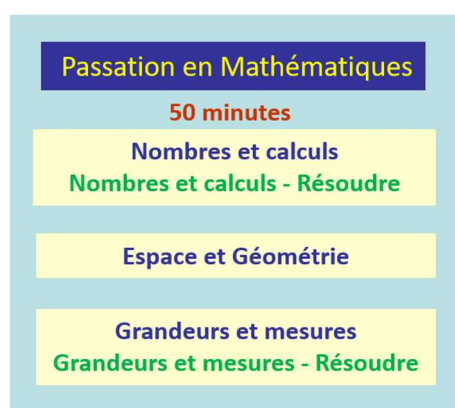 Passation en Mathématiques
50 minutes
Nombres et calculs
Nombres et calculs - Résoudre
Espace et Géométrie
Grandeurs et mesures
Grandeurs et mesures - Résoudre